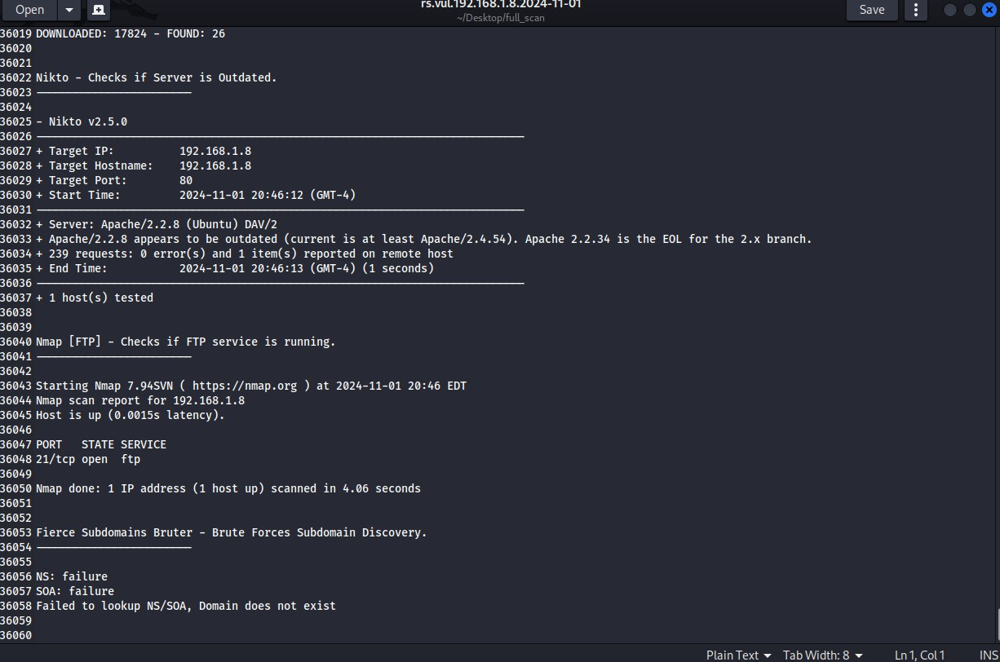 Open
rs.vul.192.168.1.8.2024-11-01
~/Desktop/full_scan
Save
36019 DOWNLOADED: 17824 - FOUND: 26
36020
36021
36022 Nikto - Checks if Server is Outdated.
36023 ------------------------
36024
36025 - Nikto v2.5.0
36026 ---------------------------------------------------------------------------
36027 + Target IP:          192.168.1.8
36028 + Target Hostname:    192.168.1.8
36029 + Target Port:        80
36030 + Start Time:         2024-11-01 20:46:12 (GMT-4)
36031 ---------------------------------------------------------------------------
36032 + Server: Apache/2.2.8 (Ubuntu) DAV/2
36033 + Apache/2.2.8 appears to be outdated (current is at least Apache/2.4.54). Apache 2.2.34 is the EOL for the 2.x branch.
36034 + 239 requests: 0 error(s) and 1 item(s) reported on remote host
36035 + End Time:           2024-11-01 20:46:13 (GMT-4) (1 seconds)
36036 ---------------------------------------------------------------------------
36037 + 1 host(s) tested
36038
36039
36040 Nmap [FTP] - Checks if FTP service is running.
36041 ------------------------
36042
36043 Starting Nmap 7.94SVN ( https://nmap.org ) at 2024-11-01 20:46 EDT
36044 Nmap scan report for 192.168.1.8
36045 Host is up (0.0015s latency).
36046
36047 PORT   STATE SERVICE
36048 21/tcp open  ftp
36049
36050 Nmap done: 1 IP address (1 host up) scanned in 4.06 seconds
36051
36052
36053 Fierce Subdomains Bruter - Brute Forces Subdomain Discovery.
36054 ------------------------
36055
36056 NS: failure
36057 SOA: failure
36058 Failed to lookup NS/SOA, Domain does not exist
36059
36060
Plain Text Tab Width: 8 Ln 1, Col 1 INS